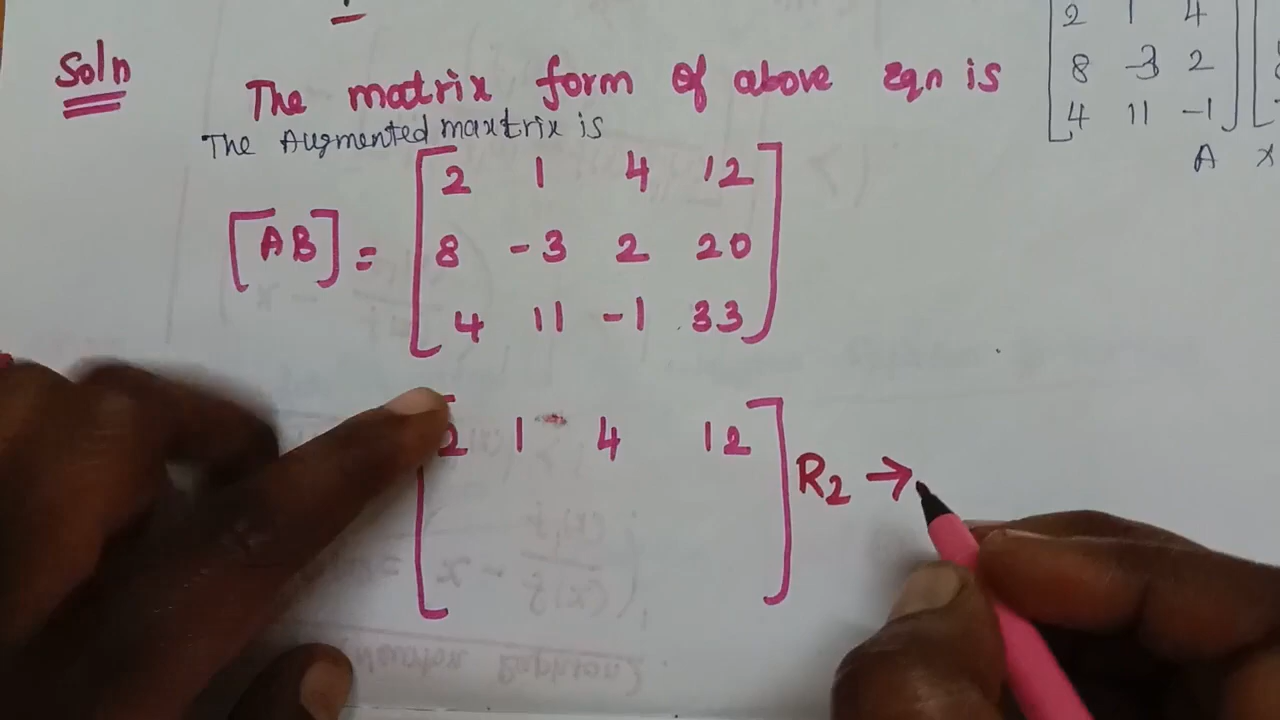 Soln
The matrix form of above Eqn is
2 1 4
8 -3 2
4 11 -1
A X
The Augmented maxtrix is
[AB] =
2 1 4 12
8 -3 2 20
4 11 -1 33
2 1 4 12
R2 →